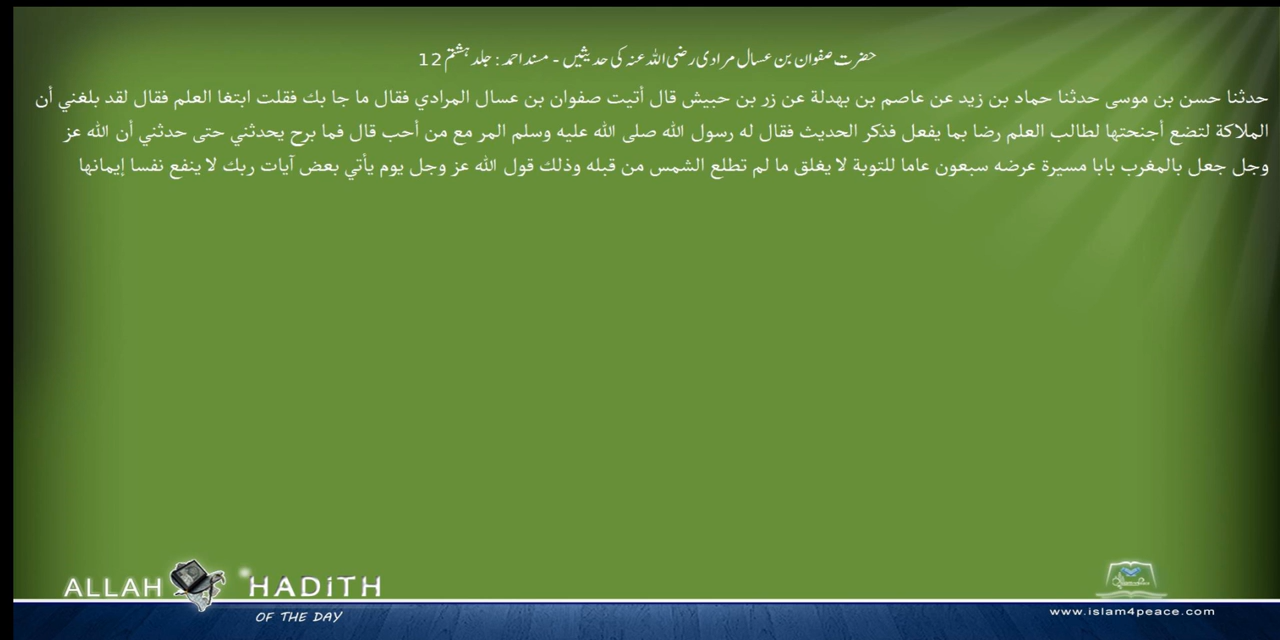 حضرت صفوان بن عسال مرادی رضی اللہ عنہ کی حدیثیں - مسند احمد : جلد ہشتم 12
حدثنا حسن بن موسى حدثنا حماد بن زيد عن عاصم بن بهدلة عن زر بن حبيش قال أتيت صفوان بن عسال المرادي فقال ما جا بك فقلت ابتغا العلم فقال لقد بلغني أن
الملاكة لتضع أجنحتها لطالب العلم رضا بما يفعل فذكر الحديث فقال له رسول الله صلى الله عليه وسلم المر مع من أحب قال فما برح يحدثني حتى حدثني أن الله عز
وجل جعل بالمغرب بابا مسيرة عرضه سبعون عاما للتوبة لا يغلق ما لم تطلع الشمس من قبله وذلك قول الله عز وجل يوم يأتي بعض آيات ربك لا ينفع نفسا إيمانها
ALLAH HADiTH
OF THE DAY
www.islam4peace.com